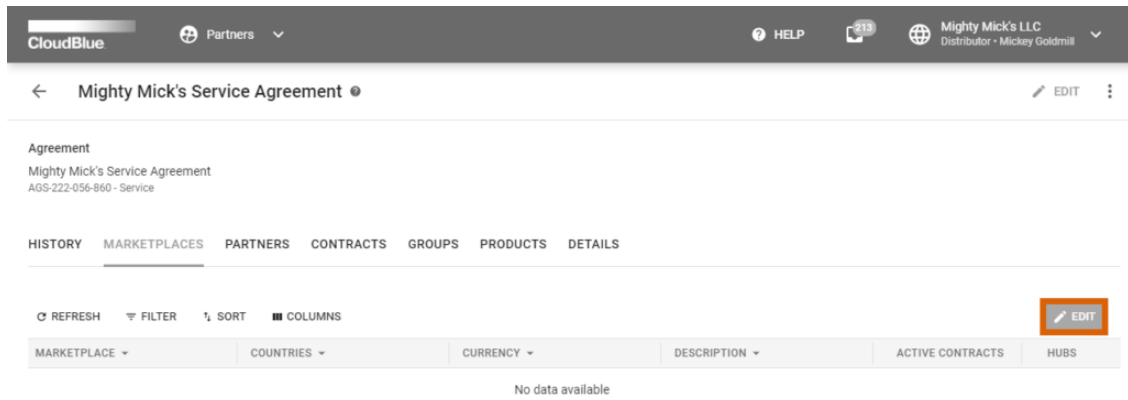 CloudBlue. Partners HELP 213 Mighty Mick's LLC
Distributor • Mickey Goldmill
Mighty Mick's Service Agreement EDIT
Agreement
Mighty Mick's Service Agreement
AGS-222-056-860 - Service
HISTORY MARKETPLACES PARTNERS CONTRACTS GROUPS PRODUCTS DETAILS
REFRESH FILTER SORT COLUMNS EDIT
MARKETPLACE COUNTRIES CURRENCY DESCRIPTION ACTIVE CONTRACTS HUBS
No data available